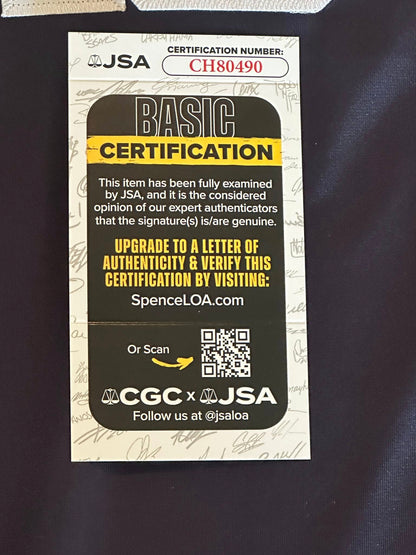 JSA
CERTIFICATION NUMBER:
CH80490
BASIC
CERTIFICATION
This item has been fully examined
by JSA, and it is the considered
opinion of our expert authenticators
that the signature(s) is/are genuine.
UPGRADE TO A LETTER OF
AUTHENTICITY & VERIFY THIS
CERTIFICATION BY VISITING:
SpenceLOA.com
Or Scan
CGC x JSA
Follow us at @jsaloa